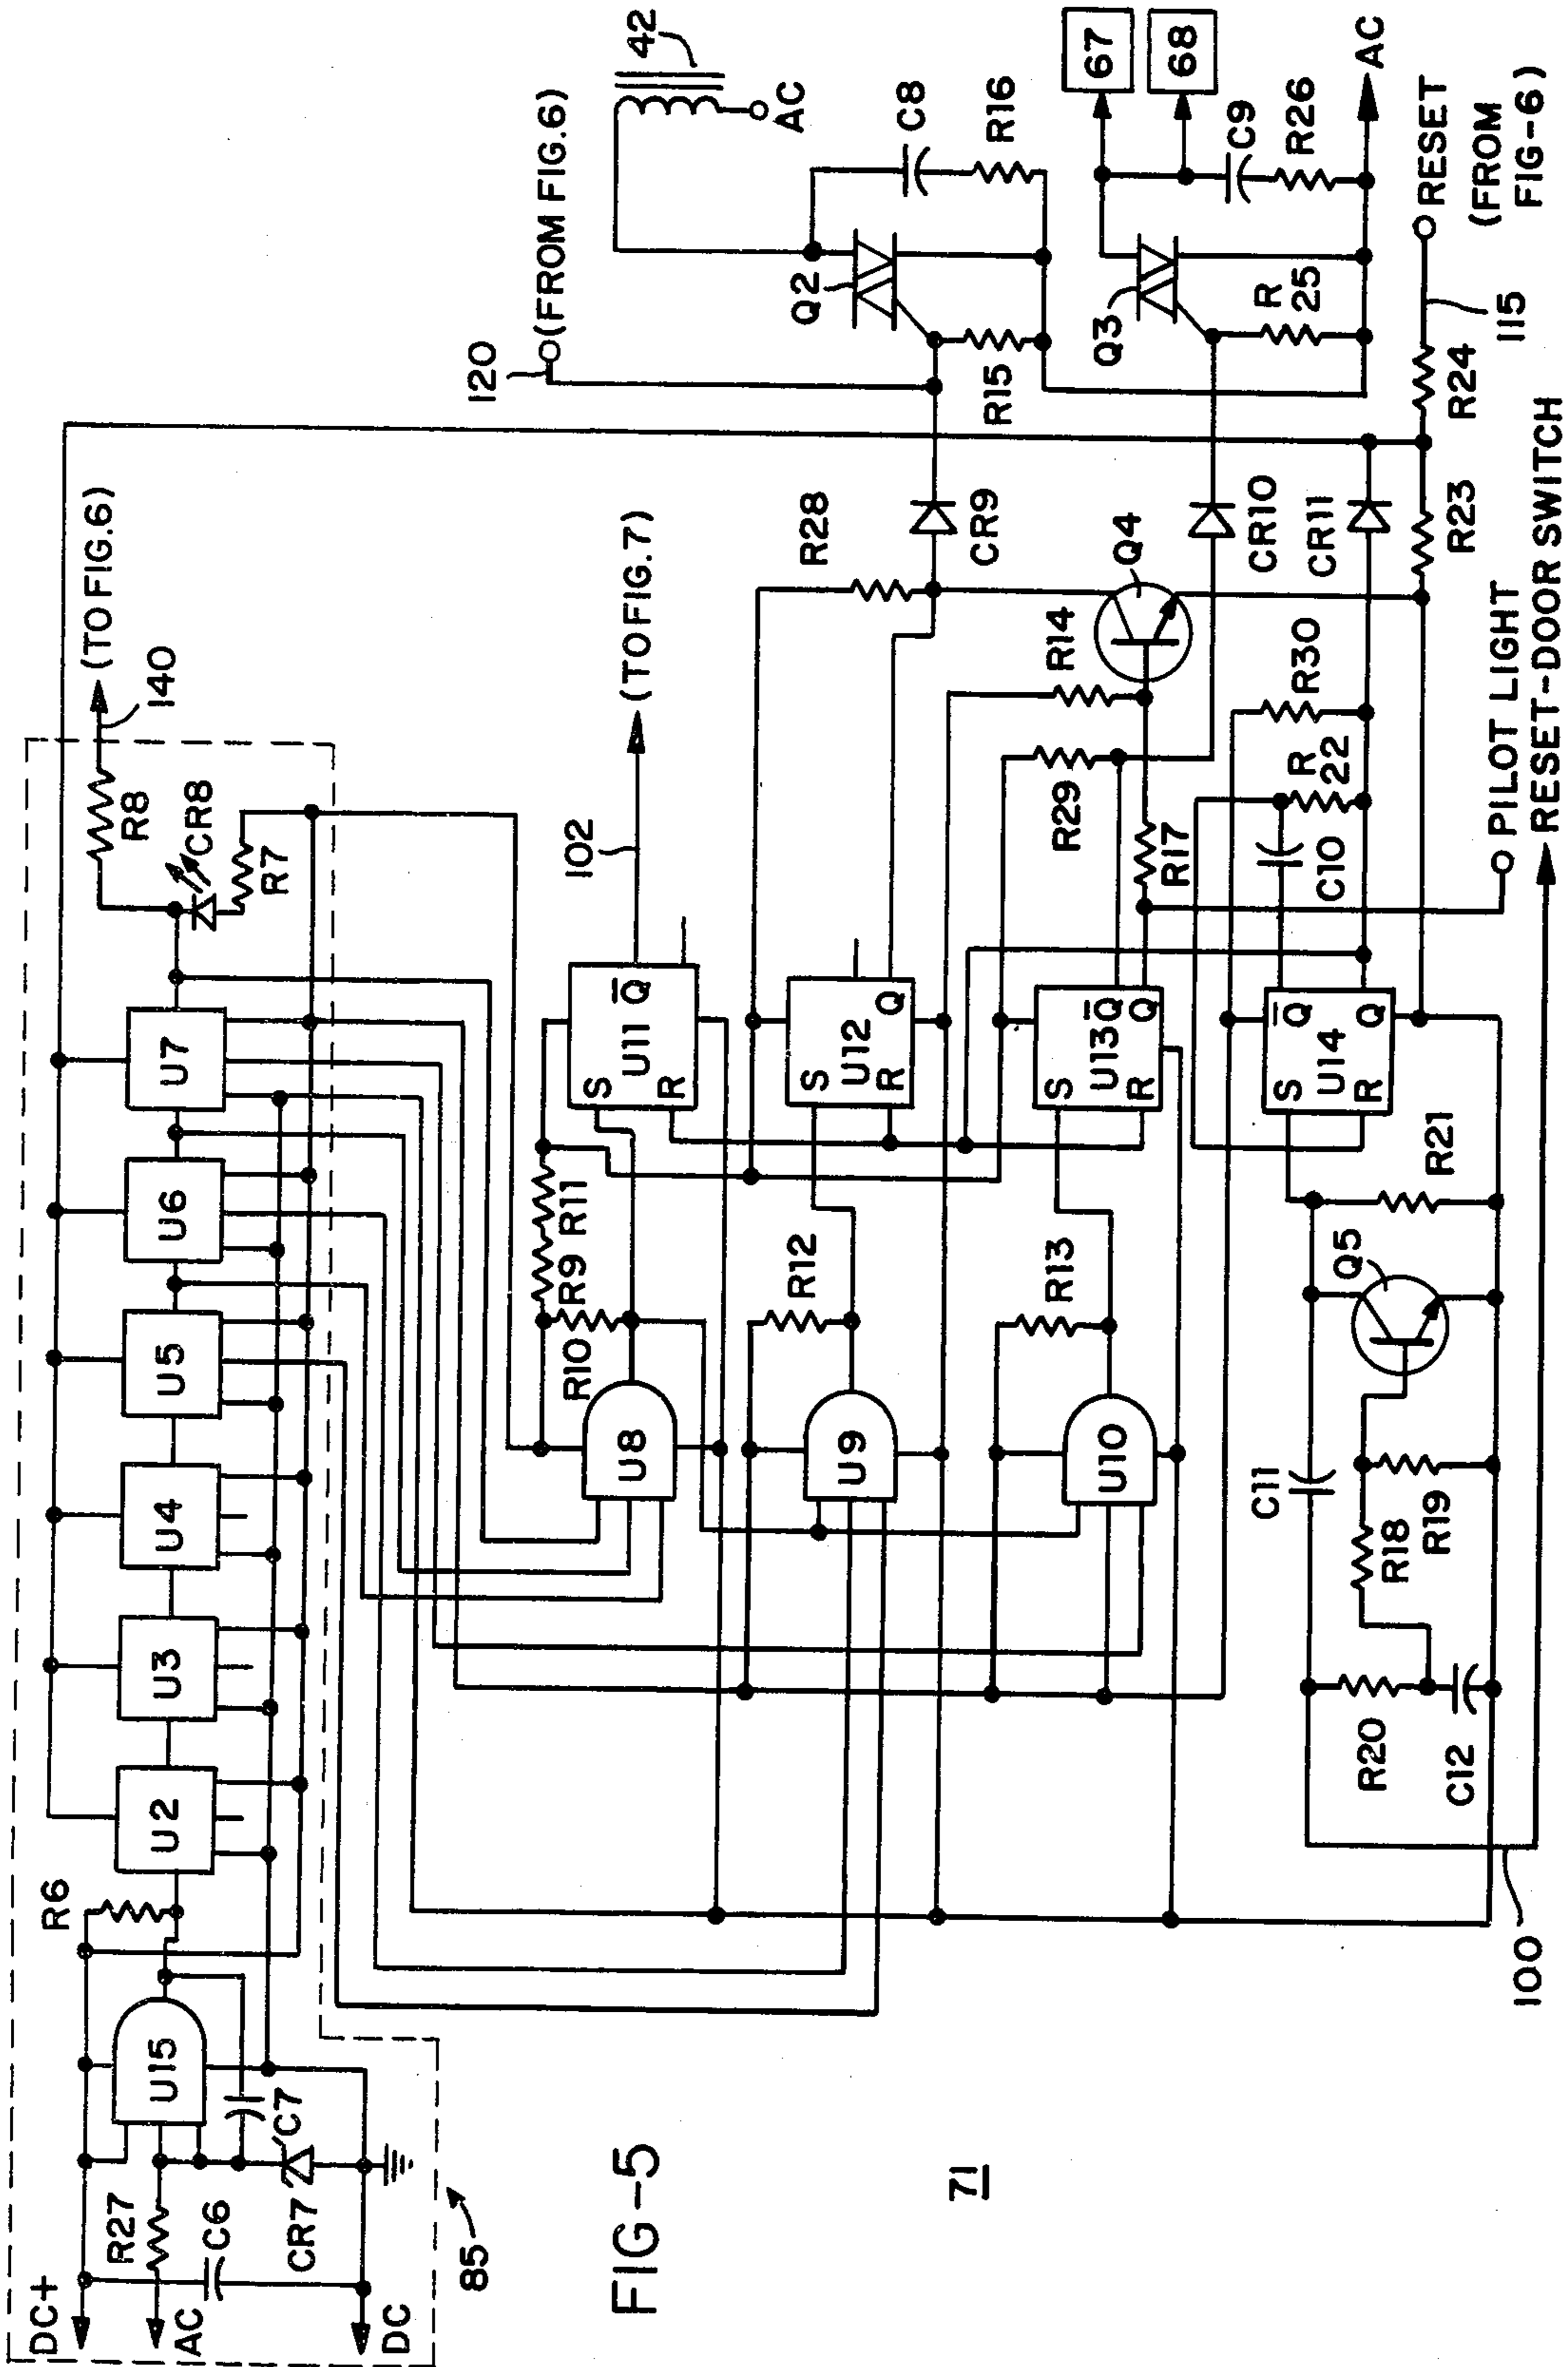 DC+
AC
DC
R27
C6
CR7
C7
U15
R6
U2
U3
U4
U5
U6
U7
R8
CR8
R7
140
(TO FIG.6)
85
FIG-5
71
R10
R9
R11
U8
S
R
U11
Q̅
102
(TO FIG.7)
R12
U9
S
R
U12
Q
R28
CR9
120
(FROM FIG.6)
Q2
R15
42
AC
C8
R16
R13
U10
S
R
U13
Q̅
Q
R29
R14
R17
Q4
CR10
Q3
R
25
67
68
C9
R26
AC
100
R20
C12
C11
R18
R19
Q5
R21
S
R
U14
Q̅
Q
C10
R
22
R30
CR11
R23
R24
115
RESET
(FROM
FIG-6)
PILOT LIGHT
RESET-DOOR SWITCH